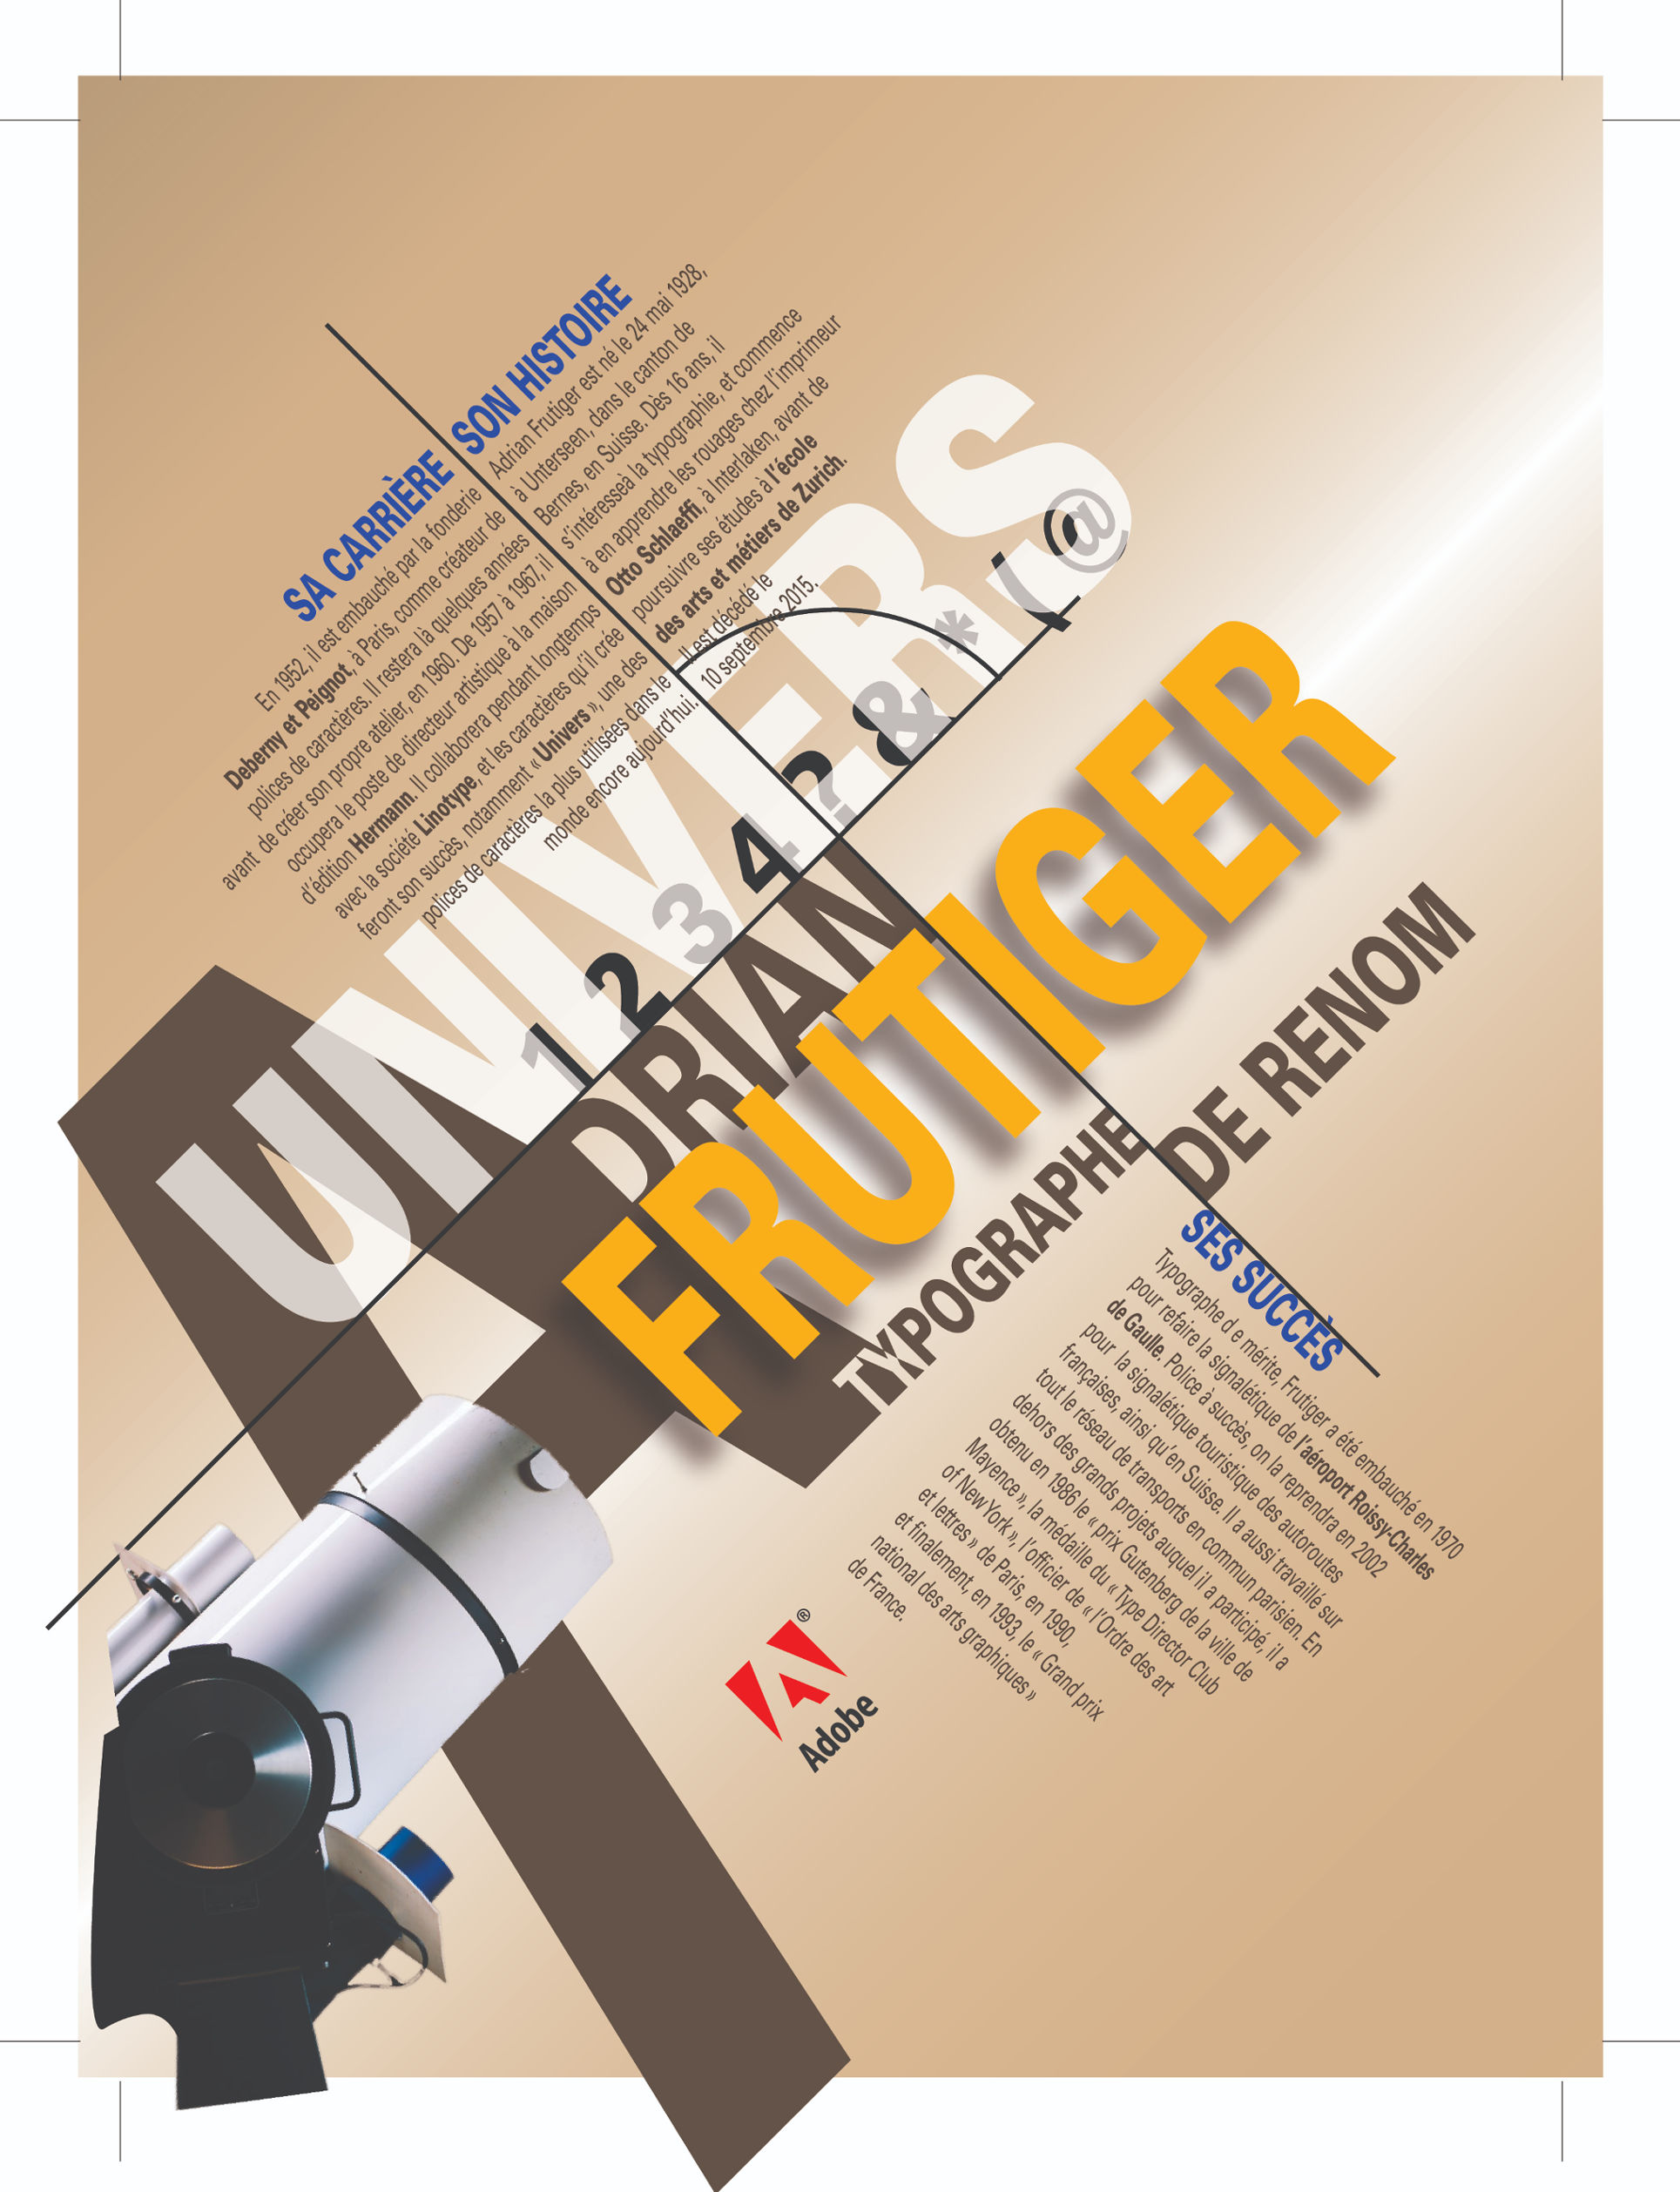 SON HISTOIRE
Adrian Frutiger est né le 24 mai 1928,
à Unterseen, dans le canton de
Bernes, en Suisse. Dès 16 ans, il
s'intéresseà la typographie, et commence
à en apprendre les rouages chez l'imprimeur
Otto Schlaeffi, à Interlaken, avant de
poursuivre ses études à l'école
des arts et métiers de Zurich.
Il est décédé le
10 septembre 2015.
SA CARRIÈRE
En 1952, il est embauché par la fonderie
Deberny et Peignot, à Paris, comme créateur de
polices de caractères. Il restera là quelques années
avant de créer son propre atelier, en 1960. De 1957 à 1967, il
occupera le poste de directeur artistique à la maison
d'édition Hermann. Il collaborera pendant longtemps
avec la société Linotype, et les caractères qu'il crée
feront son succès, notamment « Univers », une des
polices de caractères la plus utilisées dans le
monde encore aujourd'hui.
UNIVERS
1 2 3 4 ? & * ( @
ADRIAN
FRUTIGER
TYPOGRAPHE DE RENOM
SES SUCCÈS
Typographe d e mérite, Frutiger a été embauché en 1970
pour refaire la signalétique de l'aéroport Roissy-Charles
de Gaulle. Police à succès, on la reprendra en 2002
pour la signalétique touristique des autoroutes
françaises, ainsi qu'en Suisse. Il a aussi travaillé sur
tout le réseau de transports en commun parisien. En
dehors des grands projets auquel il a participé, il a
obtenu en 1986 le « prix Gutenberg de la ville de
Mayence », la médaille du « Type Director Club
of NewYork », l'officier de « l'Ordre des art
et lettres » de Paris, en 1990,
et finalement, en 1993, le « Grand prix
national des arts graphiques »
de France.
Adobe®